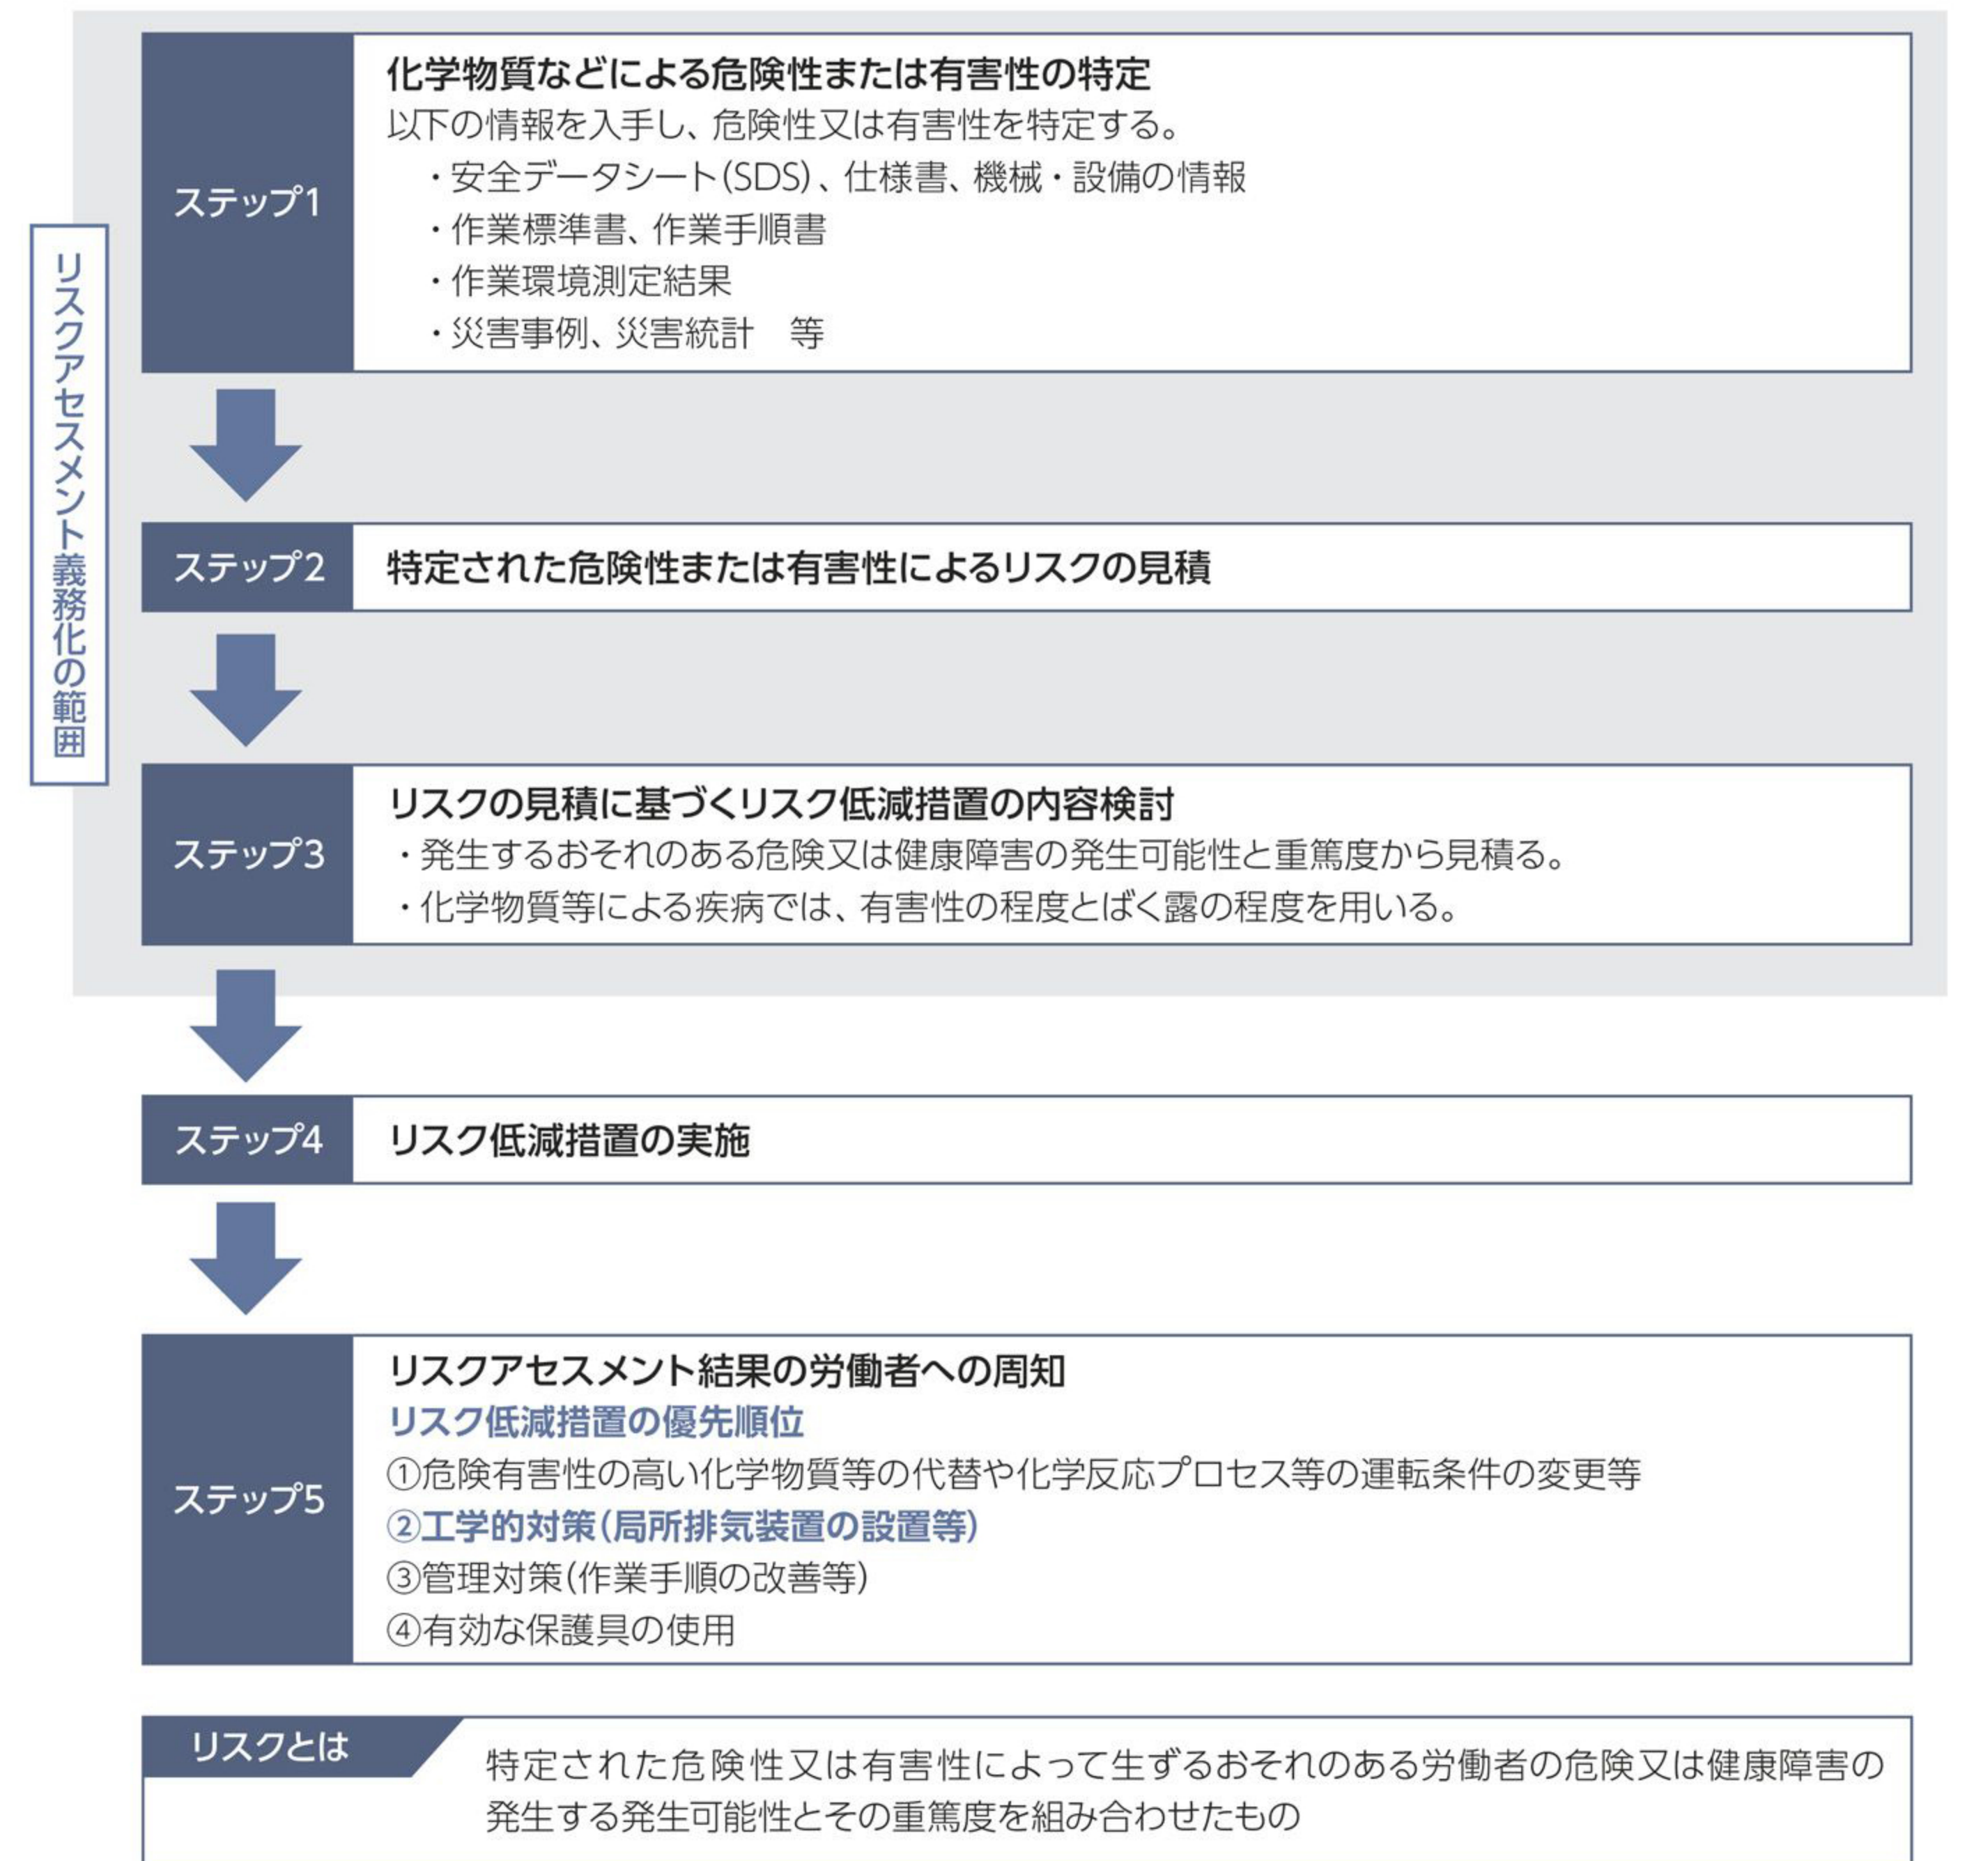 リスクアセスメント義務化の範囲
ステップ1
化学物質などによる危険性または有害性の特定
以下の情報を入手し、危険性又は有害性を特定する。
・安全データシート(SDS)、仕様書、機械・設備の情報
・作業標準書、作業手順書
・作業環境測定結果
・災害事例、災害統計　等
ステップ2
特定された危険性または有害性によるリスクの見積
ステップ3
リスクの見積に基づくリスク低減措置の内容検討
・発生するおそれのある危険又は健康障害の発生可能性と重篤度から見積る。
・化学物質等による疾病では、有害性の程度とばく露の程度を用いる。
ステップ4
リスク低減措置の実施
ステップ5
リスクアセスメント結果の労働者への周知
リスク低減措置の優先順位
①危険有害性の高い化学物質等の代替や化学反応プロセス等の運転条件の変更等
②工学的対策(局所排気装置の設置等)
③管理対策(作業手順の改善等)
④有効な保護具の使用
リスクとは
特定された危険性又は有害性によって生ずるおそれのある労働者の危険又は健康障害の
発生する発生可能性とその重篤度を組み合わせたもの